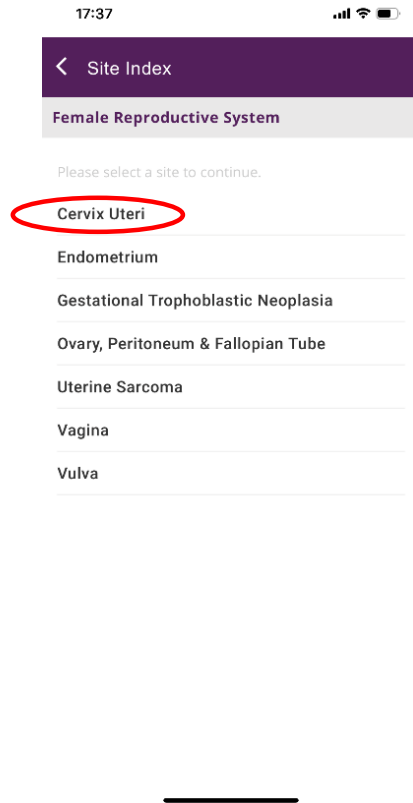 17:37
Site Index
Female Reproductive System
Please select a site to continue.
Cervix Uteri
Endometrium
Gestational Trophoblastic Neoplasia
Ovary, Peritoneum & Fallopian Tube
Uterine Sarcoma
Vagina
Vulva